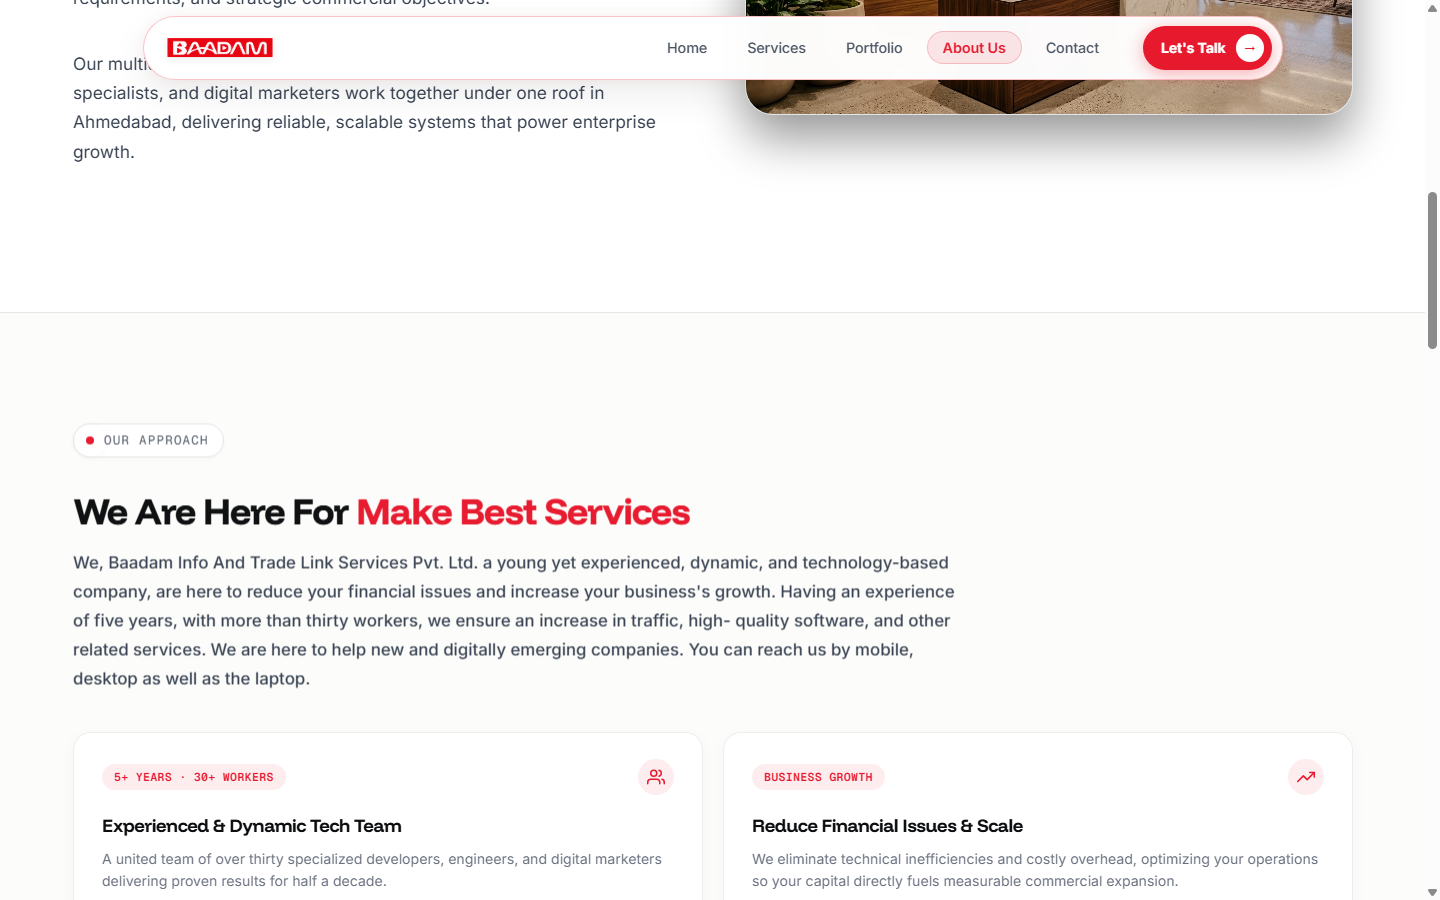 BAADAM
Home
Services
Portfolio
About Us
Contact
Let's Talk
Our
specialists, and digital marketers work together under one roof in
Ahmedabad, delivering reliable, scalable systems that power enterprise
growth.
OUR APPROACH
We Are Here For Make Best Services
We, Baadam Info And Trade Link Services Pvt. Ltd. a young yet experienced, dynamic, and technology-based
company, are here to reduce your financial issues and increase your business's growth. Having an experience
of five years, with more than thirty workers, we ensure an increase in traffic, high- quality software, and other
related services. We are here to help new and digitally emerging companies. You can reach us by mobile,
desktop as well as the laptop.
5+ YEARS · 30+ WORKERS
Experienced & Dynamic Tech Team
A united team of over thirty specialized developers, engineers, and digital marketers
delivering proven results for half a decade.
BUSINESS GROWTH
Reduce Financial Issues & Scale
We eliminate technical inefficiencies and costly overhead, optimizing your operations
so your capital directly fuels measurable commercial expansion.